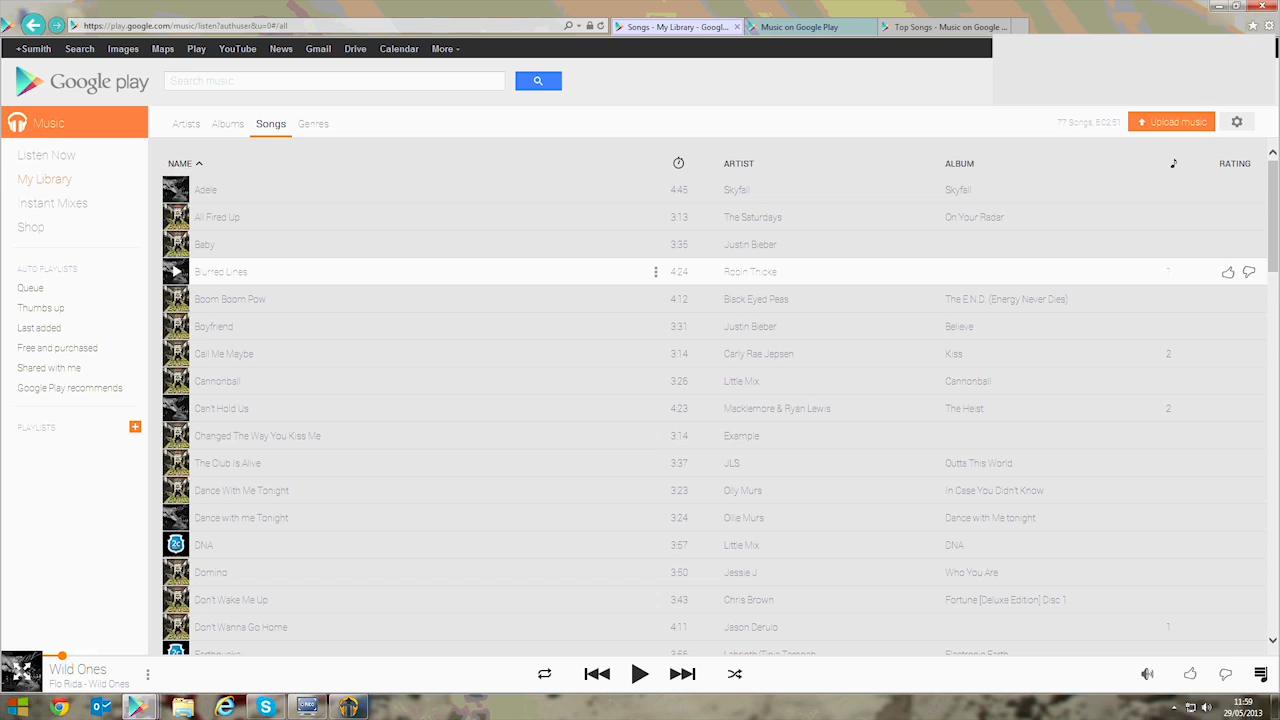 https://play.google.com/music/listen?authuser&u=0#/all
Songs - My Library - Googl...
Music on Google Play
Top Songs - Music on Google ...
+Sumith Search Images Maps Play YouTube News Gmail Drive Calendar More
Google play
Search music
Music
Artists Albums Songs Genres
77 Songs, 5:02:51
Upload music
Listen Now
My Library
Instant Mixes
Shop
AUTO PLAYLISTS
Queue
Thumbs up
Last added
Free and purchased
Shared with me
Google Play recommends
PLAYLISTS
NAME ARTIST ALBUM RATING
Adele 4:45 Skyfall Skyfall
All Fired Up 3:13 The Saturdays On Your Radar
Baby 3:35 Justin Bieber
Blurred Lines 4:24 Robin Thicke 1
Boom Boom Pow 4:12 Black Eyed Peas The E.N.D. (Energy Never Dies)
Boyfriend 3:31 Justin Bieber Believe
Call Me Maybe 3:14 Carly Rae Jepsen Kiss 2
Cannonball 3:26 Little Mix Cannonball
Can't Hold Us 4:23 Macklemore & Ryan Lewis The Heist 2
Changed The Way You Kiss Me 3:14 Example
The Club Is Alive 3:37 JLS Outta This World
Dance With Me Tonight 3:23 Olly Murs In Case You Didn't Know
Dance with me Tonight 3:24 Ollie Murs Dance with Me tonight
DNA 3:57 Little Mix DNA
Domino 3:50 Jessie J Who You Are
Don't Wake Me Up 3:43 Chris Brown Fortune [Deluxe Edition] Disc 1
Don't Wanna Go Home 4:11 Jason Derulo 1
Wild Ones
Flo Rida - Wild Ones
11:59
29/05/2013